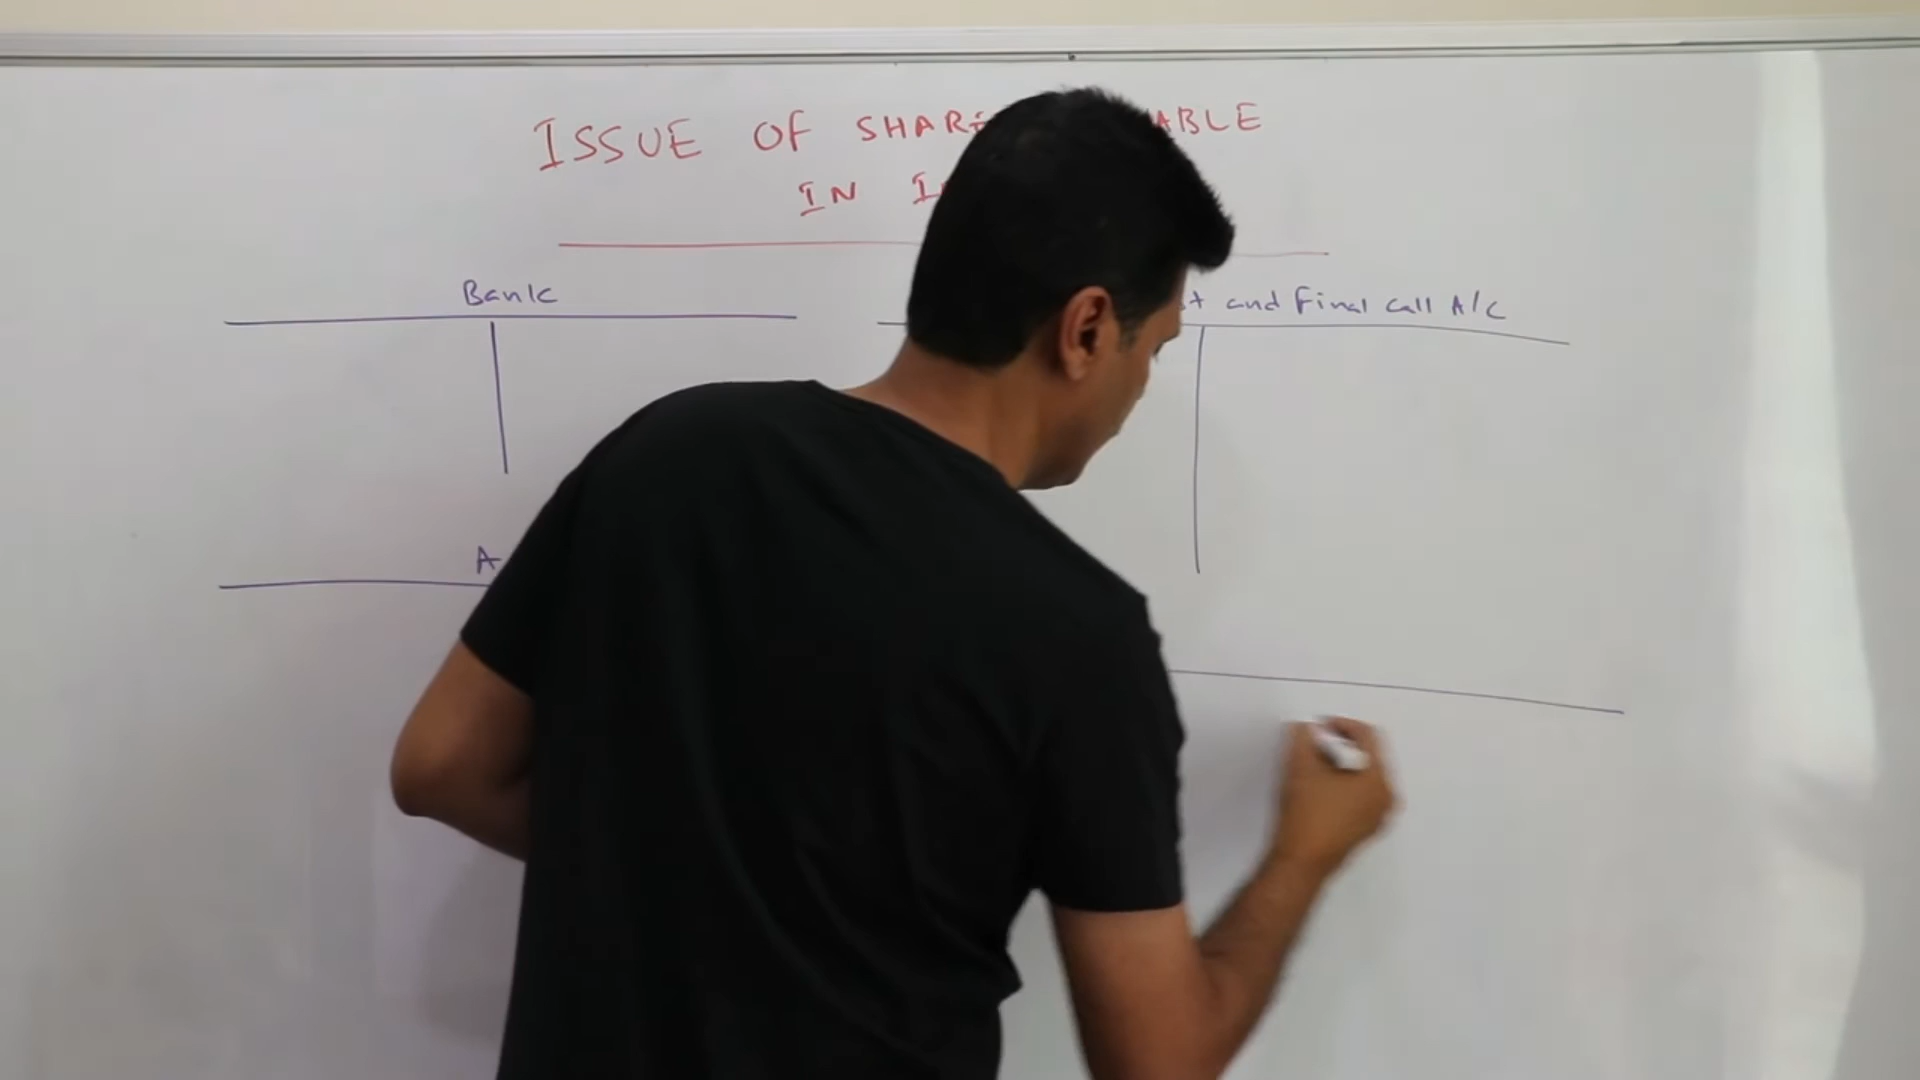 ISSUE OF SHARE ABLE
IN
Bank
and Final Call A/C
A